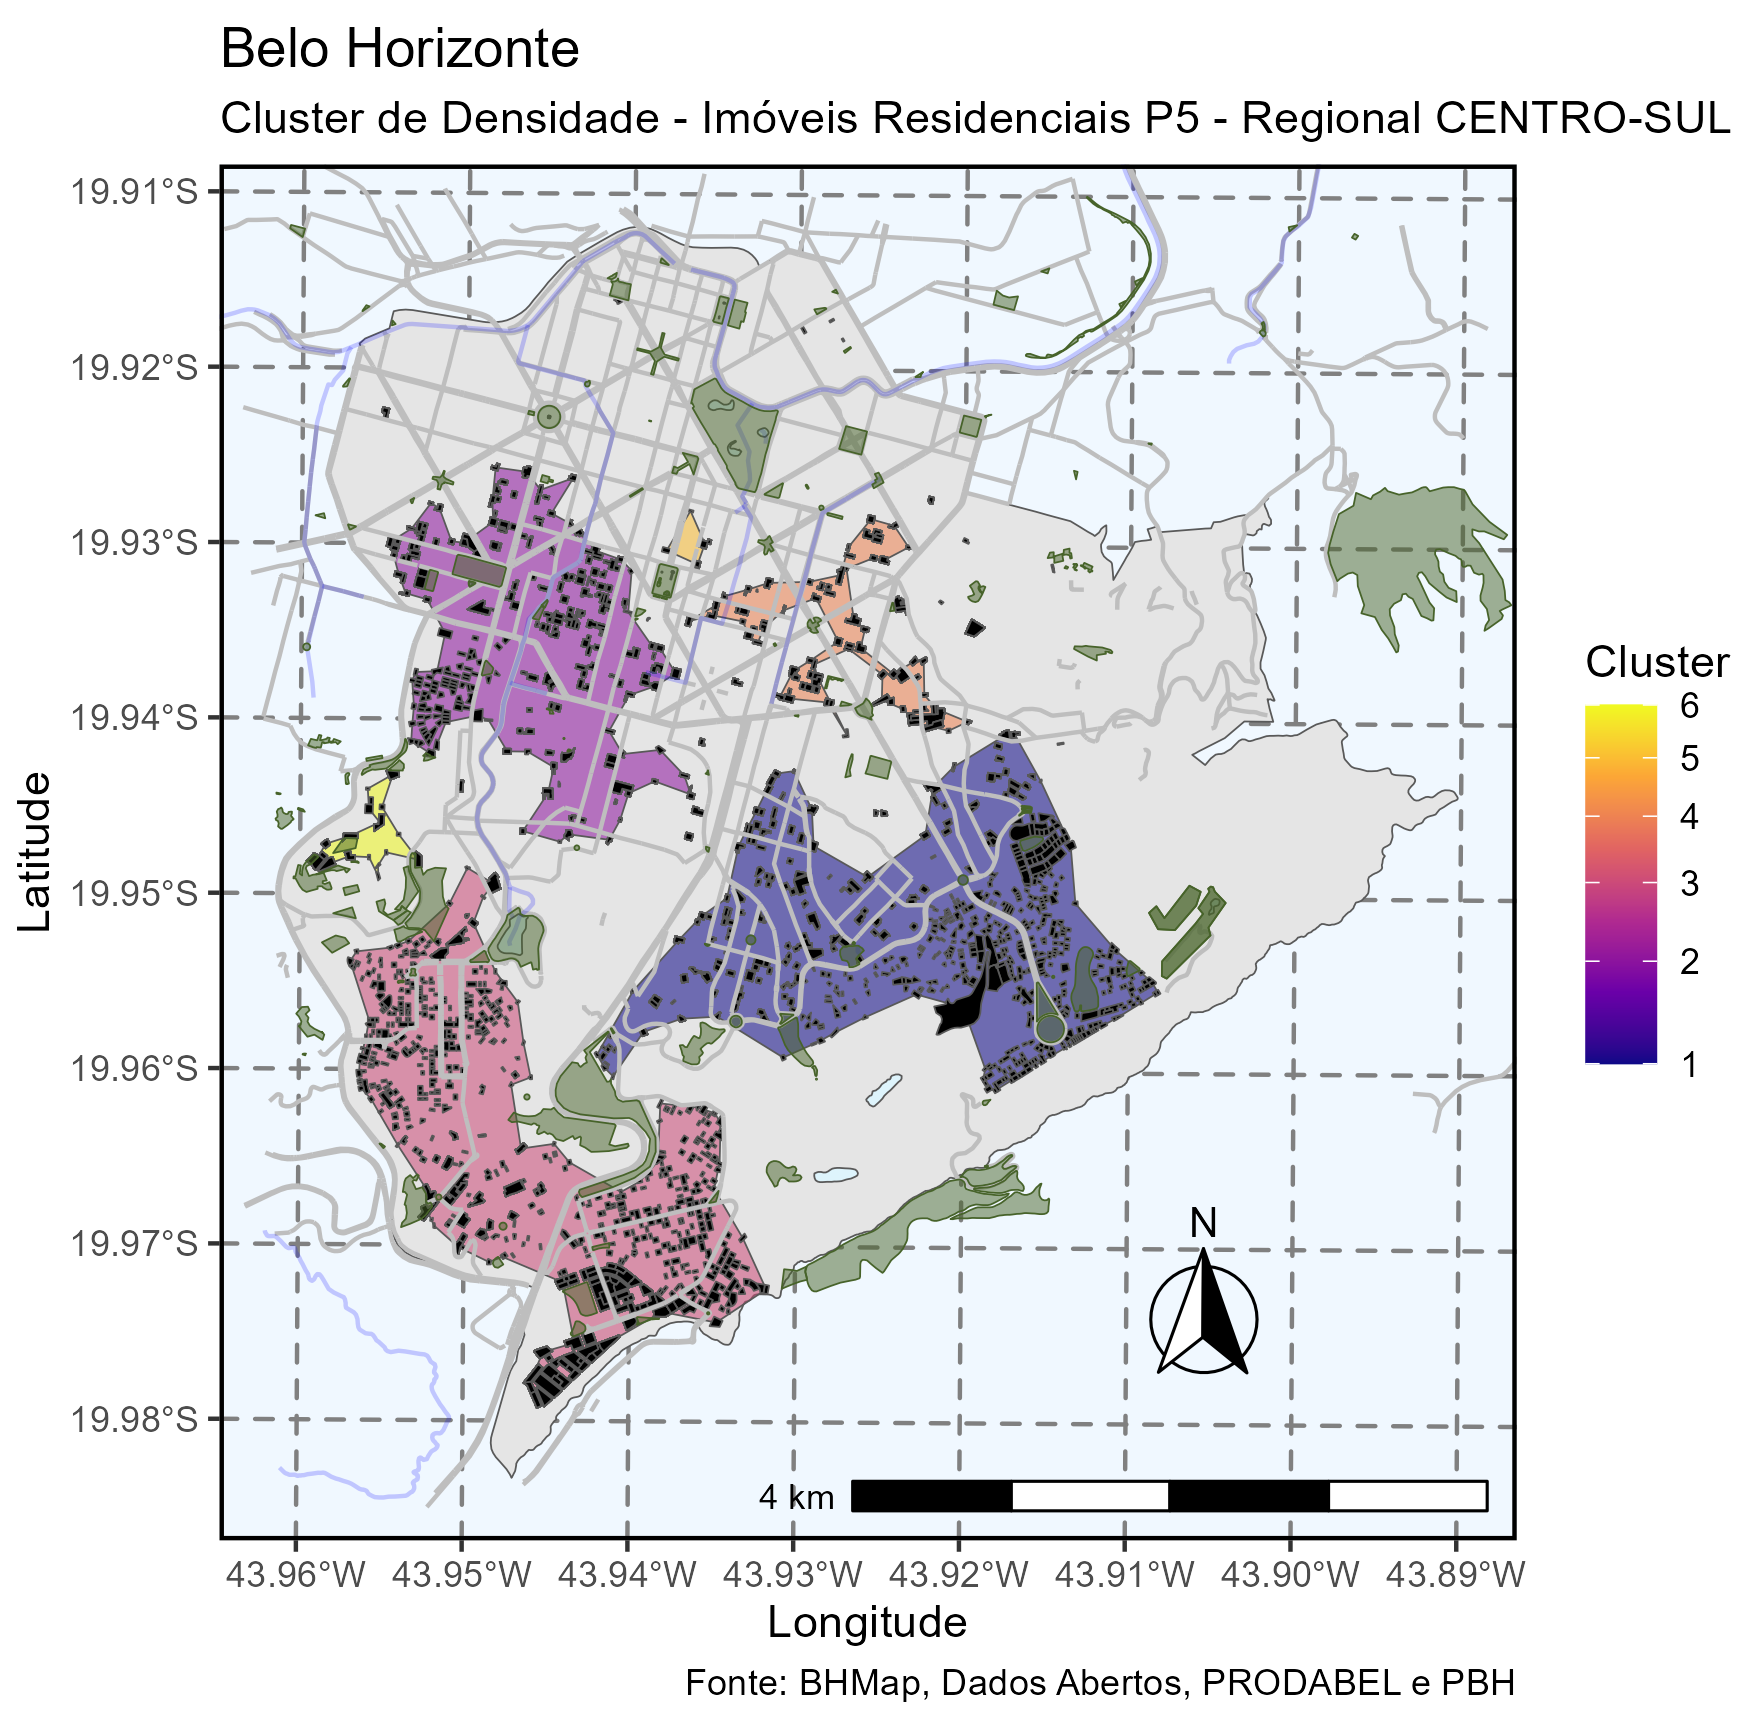 Belo Horizonte
Cluster de Densidade - Imóveis Residenciais P5 - Regional CENTRO-SUL
19.91°S
19.92°S
19.93°S
19.94°S
19.95°S
19.96°S
19.97°S
19.98°S
Latitude
Cluster
6
5
4
3
2
1
N
4 km
43.96°W 43.95°W 43.94°W 43.93°W 43.92°W 43.91°W 43.90°W 43.89°W
Longitude
Fonte: BHMap, Dados Abertos, PRODABEL e PBH